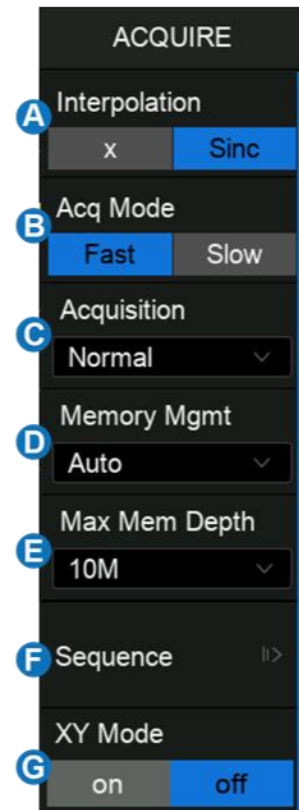 ACQUIRE
A Interpolation
x Sinc
B Acq Mode
Fast Slow
C Acquisition
Normal
D Memory Mgmt
Auto
E Max Mem Depth
10M
F Sequence
XY Mode
G on off